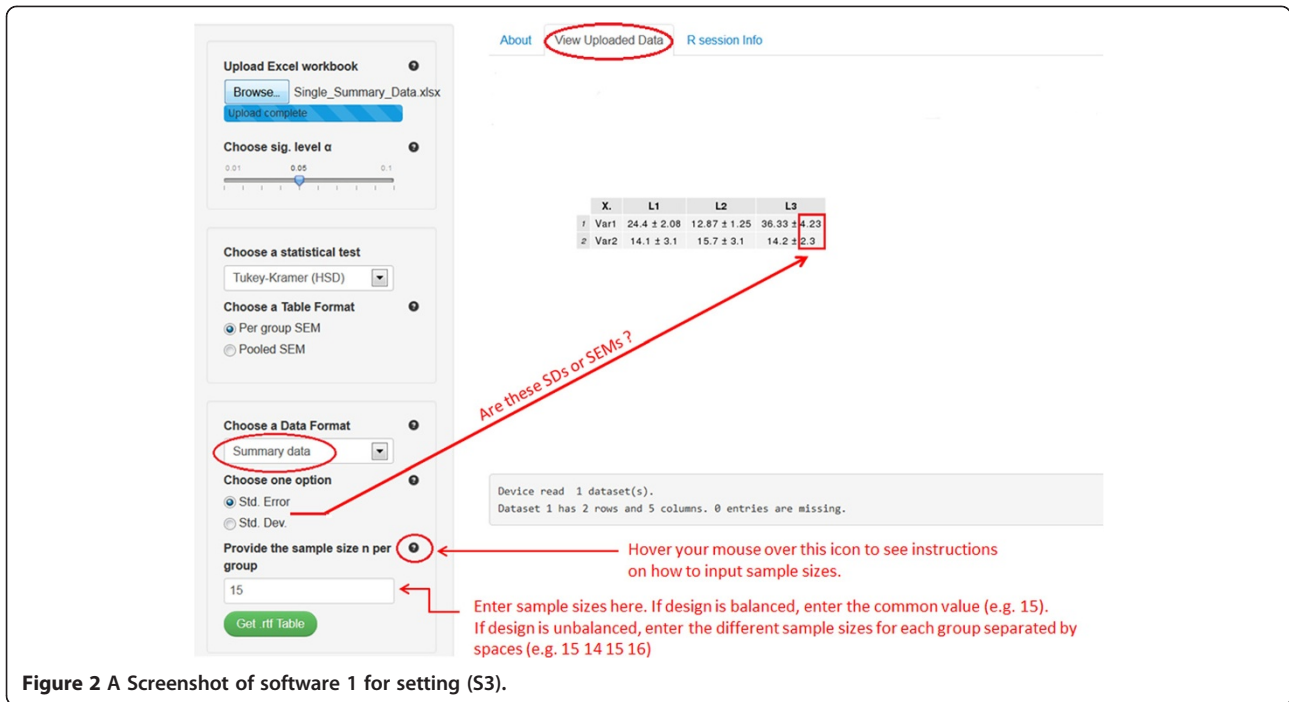 About View Uploaded Data R session Info
Upload Excel workbook
Browse... Single_Summary_Data.xlsx
Upload complete
Choose sig. level α
0.01 0.05 0.1
X. L1 L2 L3
1 Var1 24.4 ± 2.08 12.87 ± 1.25 36.33 ± 4.23
2 Var2 14.1 ± 3.1 15.7 ± 3.1 14.2 ± 2.3
Choose a statistical test
Tukey-Kramer (HSD)
Choose a Table Format
Per group SEM
Pooled SEM
Are these SDs or SEMs ?
Choose a Data Format
Summary data
Choose one option
Std. Error
Std. Dev.
Device read 1 dataset(s).
Dataset 1 has 2 rows and 5 columns. 0 entries are missing.
Provide the sample size n per
group
15
Get .rtf Table
Hover your mouse over this icon to see instructions
on how to input sample sizes.
Enter sample sizes here. If design is balanced, enter the common value (e.g. 15).
If design is unbalanced, enter the different sample sizes for each group separated by
spaces (e.g. 15 14 15 16)
Figure 2 A Screenshot of software 1 for setting (S3).